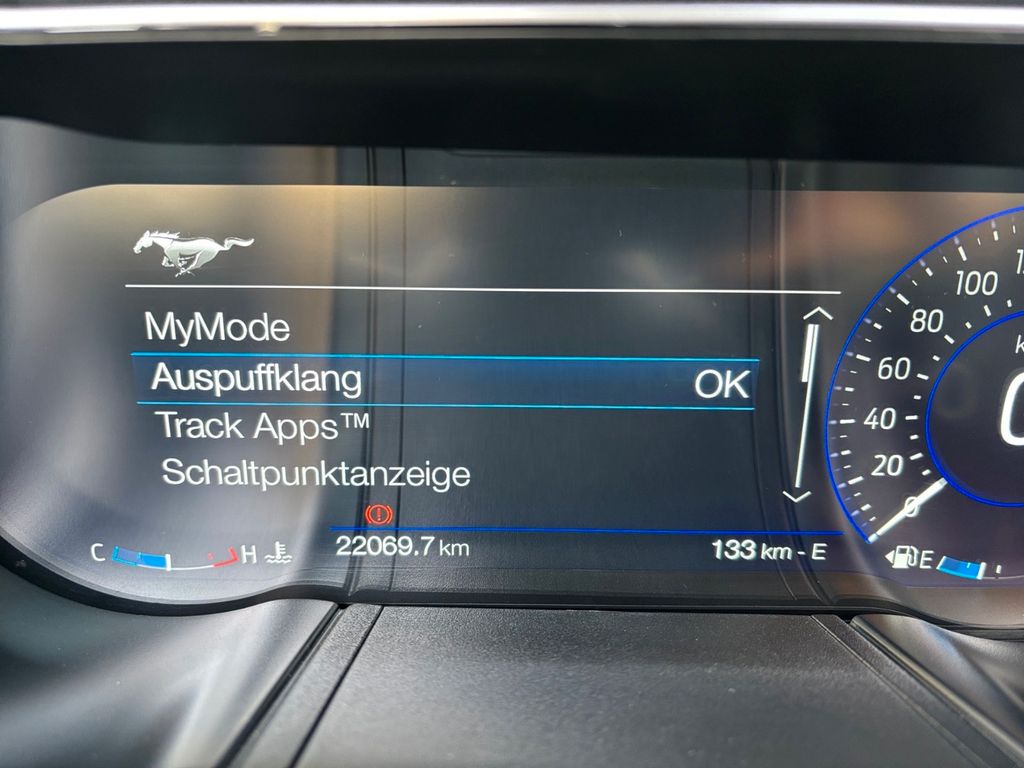 MyMode
Auspuffklang OK
Track Apps™
Schaltpunktanzeige
C H
22069.7 km
133 km - E
E
0
20
40
60
80
100